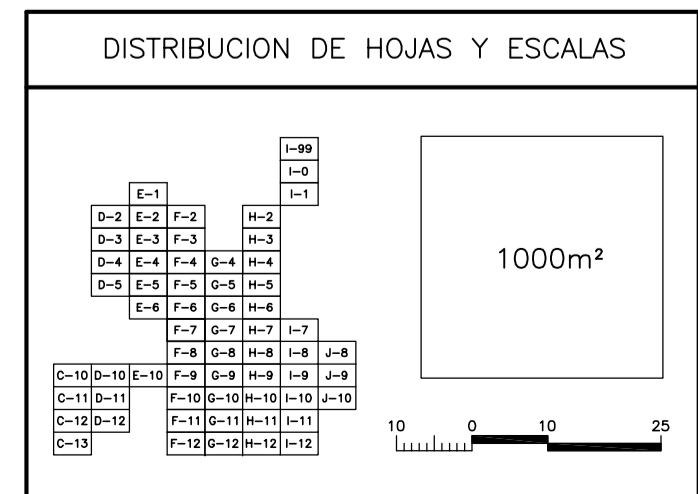 DISTRIBUCION DE HOJAS Y ESCALAS
I-99
I-0
E-1 I-1
D-2 E-2 F-2 H-2
D-3 E-3 F-3 H-3
D-4 E-4 F-4 G-4 H-4
D-5 E-5 F-5 G-5 H-5
E-6 F-6 G-6 H-6
F-7 G-7 H-7 I-7
F-8 G-8 H-8 I-8 J-8
C-10 D-10 E-10 F-9 G-9 H-9 I-9 J-9
C-11 D-11 F-10 G-10 H-10 I-10 J-10
C-12 D-12 F-11 G-11 H-11 I-11
C-13 F-12 G-12 H-12 I-12
1000m²
10 0 10 25